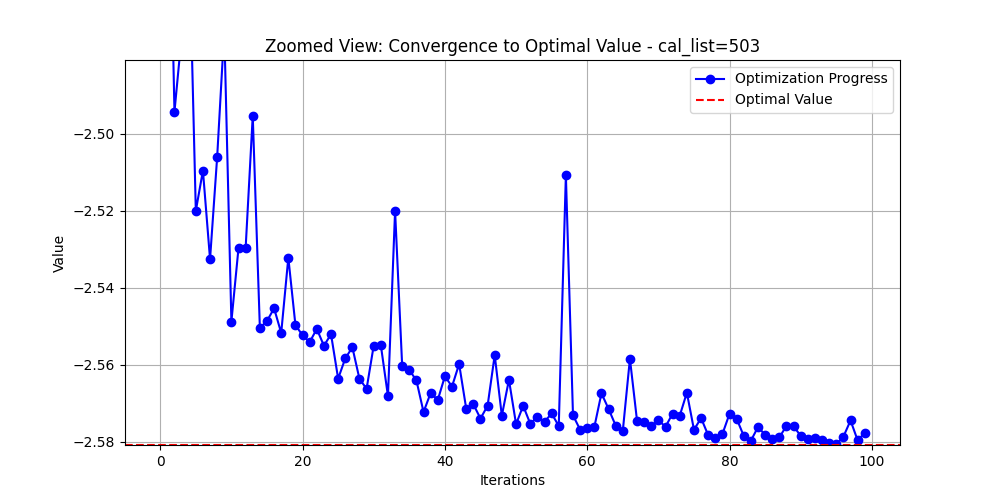 Zoomed View: Convergence to Optimal Value - cal_list=503
Optimization Progress
Optimal Value
Value
−2.50
−2.52
−2.54
−2.56
−2.58
0 20 40 60 80 100
Iterations